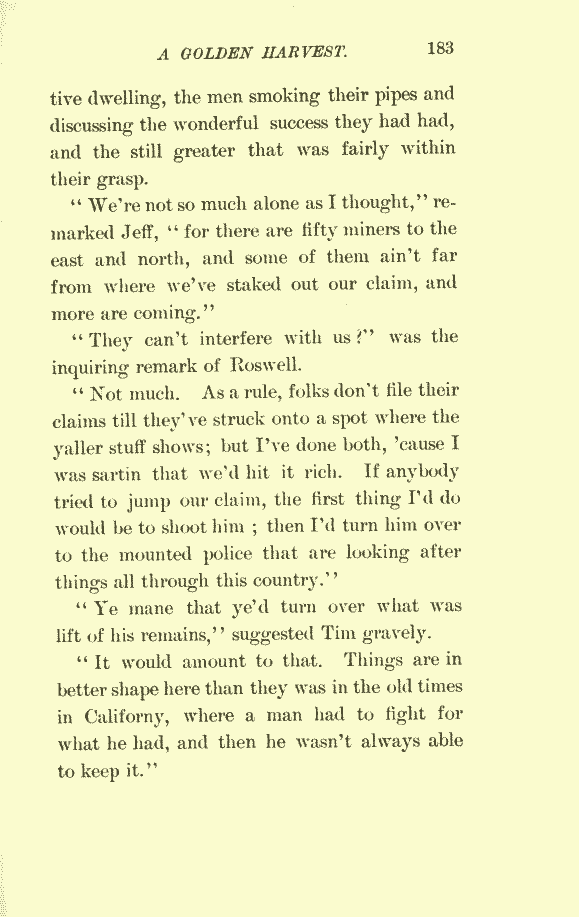 A GOLDEN HARVEST. 183
tive dwelling, the men smoking their pipes and
discussing the wonderful success they had had,
and the still greater that was fairly within
their grasp.
“ We’re not so much alone as I thought,” re-
marked Jeff, “ for there are fifty miners to the
east and north, and some of them ain’t far
from where we’ve staked out our claim, and
more are coming.”
“ They can’t interfere with us ?” was the
inquiring remark of Roswell.
“ Not much. As a rule, folks don’t file their
claims till they’ve struck onto a spot where the
yaller stuff shows; but I’ve done both, ’cause I
was sartin that we’d hit it rich. If anybody
tried to jump our claim, the first thing I’d do
would be to shoot him ; then I’d turn him over
to the mounted police that are looking after
things all through this country.”
“ Ye mane that ye’d turn over what was
lift of his remains,” suggested Tim gravely.
“ It would amount to that. Things are in
better shape here than they was in the old times
in Californy, where a man had to fight for
what he had, and then he wasn’t always able
to keep it.”